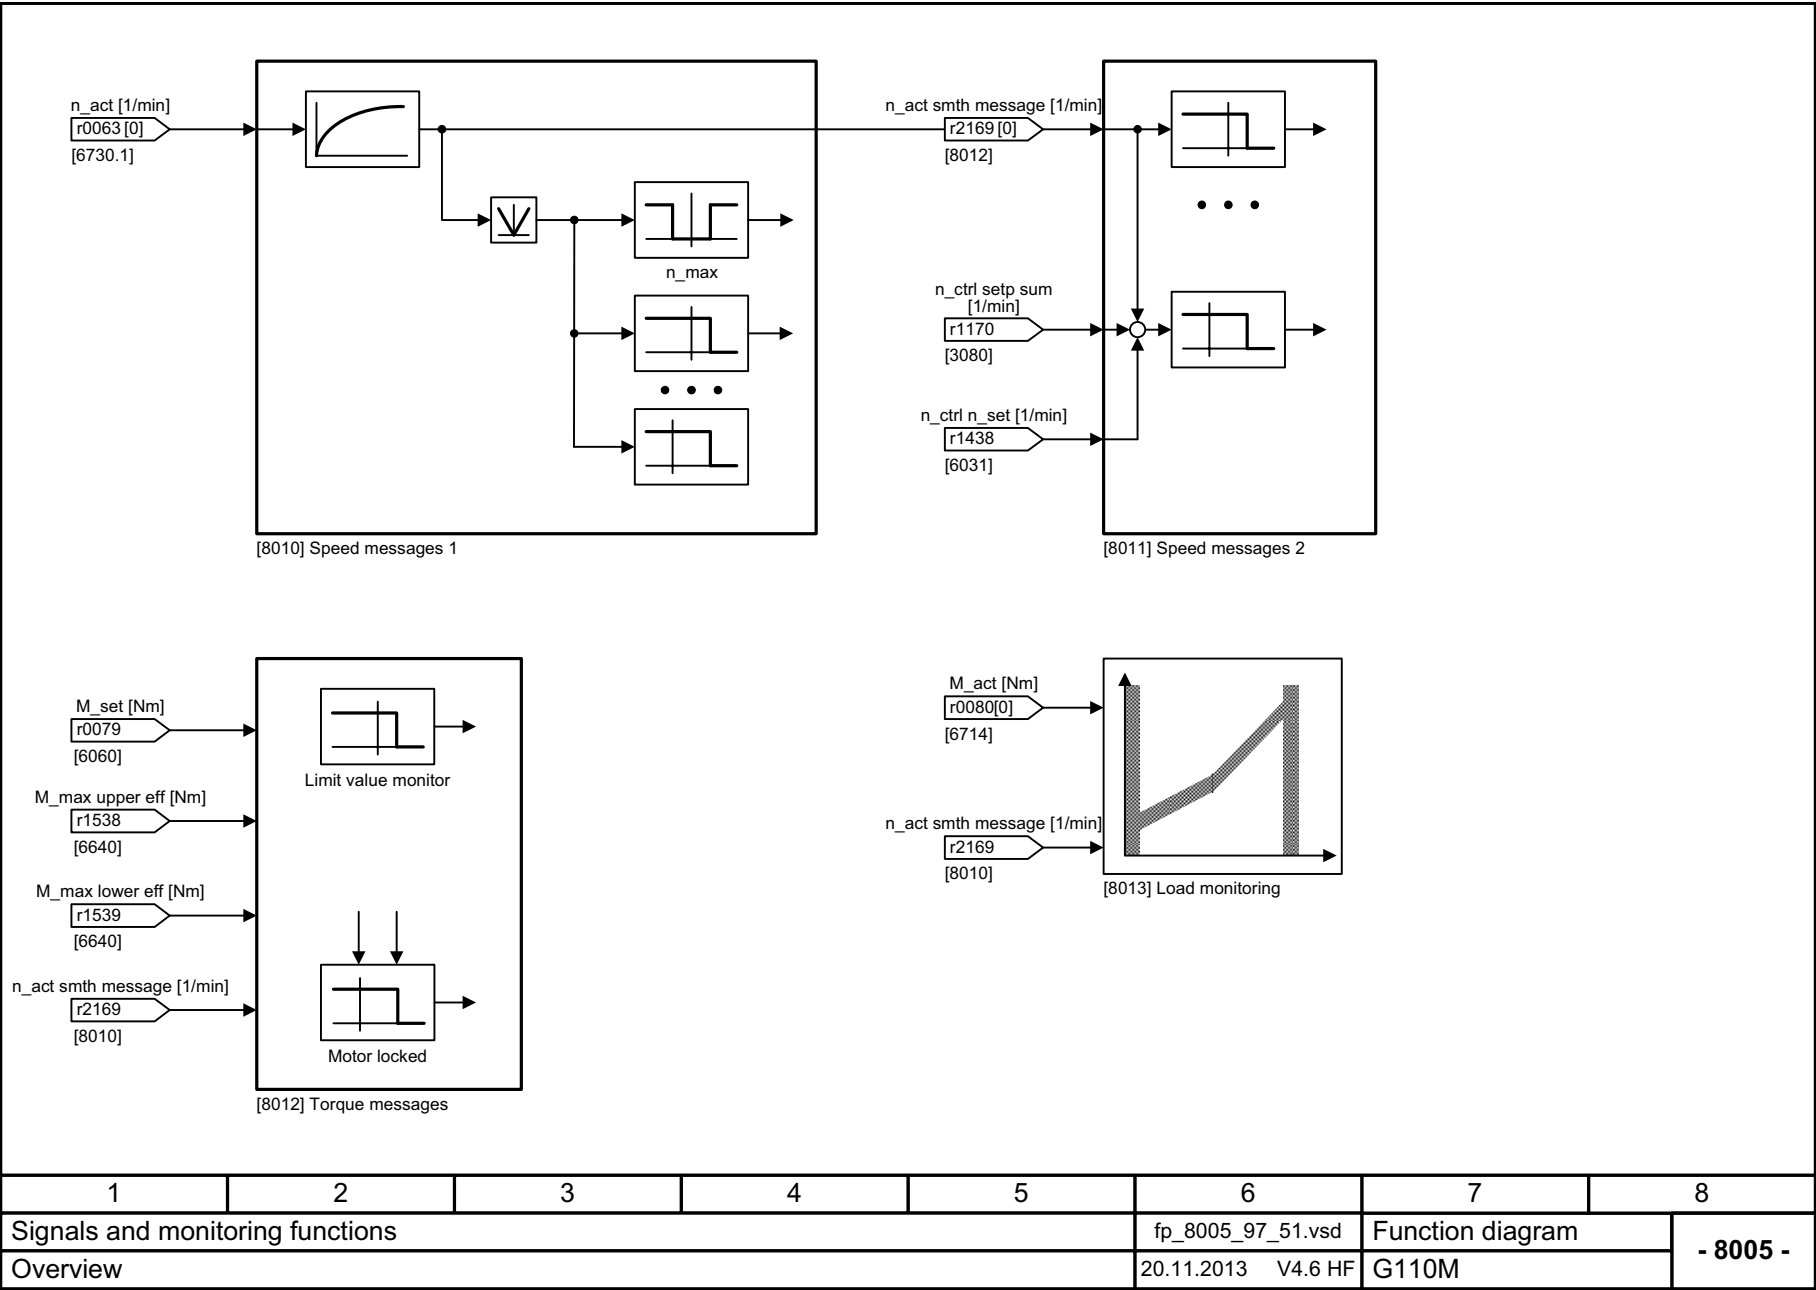 n_act [1/min]
r0063 [0]
[6730.1]
n_max
[8010] Speed messages 1
n_act smth message [1/min]
r2169 [0]
[8012]
n_ctrl setp sum
[1/min]
r1170
[3080]
n_ctrl n_set [1/min]
r1438
[6031]
[8011] Speed messages 2
M_set [Nm]
r0079
[6060]
M_max upper eff [Nm]
r1538
[6640]
M_max lower eff [Nm]
r1539
[6640]
n_act smth message [1/min]
r2169
[8010]
Limit value monitor
Motor locked
[8012] Torque messages
M_act [Nm]
r0080[0]
[6714]
n_act smth message [1/min]
r2169
[8010]
[8013] Load monitoring
1 2 3 4 5 6 7 8
Signals and monitoring functions
fp_8005_97_51.vsd
Function diagram
- 8005 -
Overview
20.11.2013 V4.6 HF
G110M